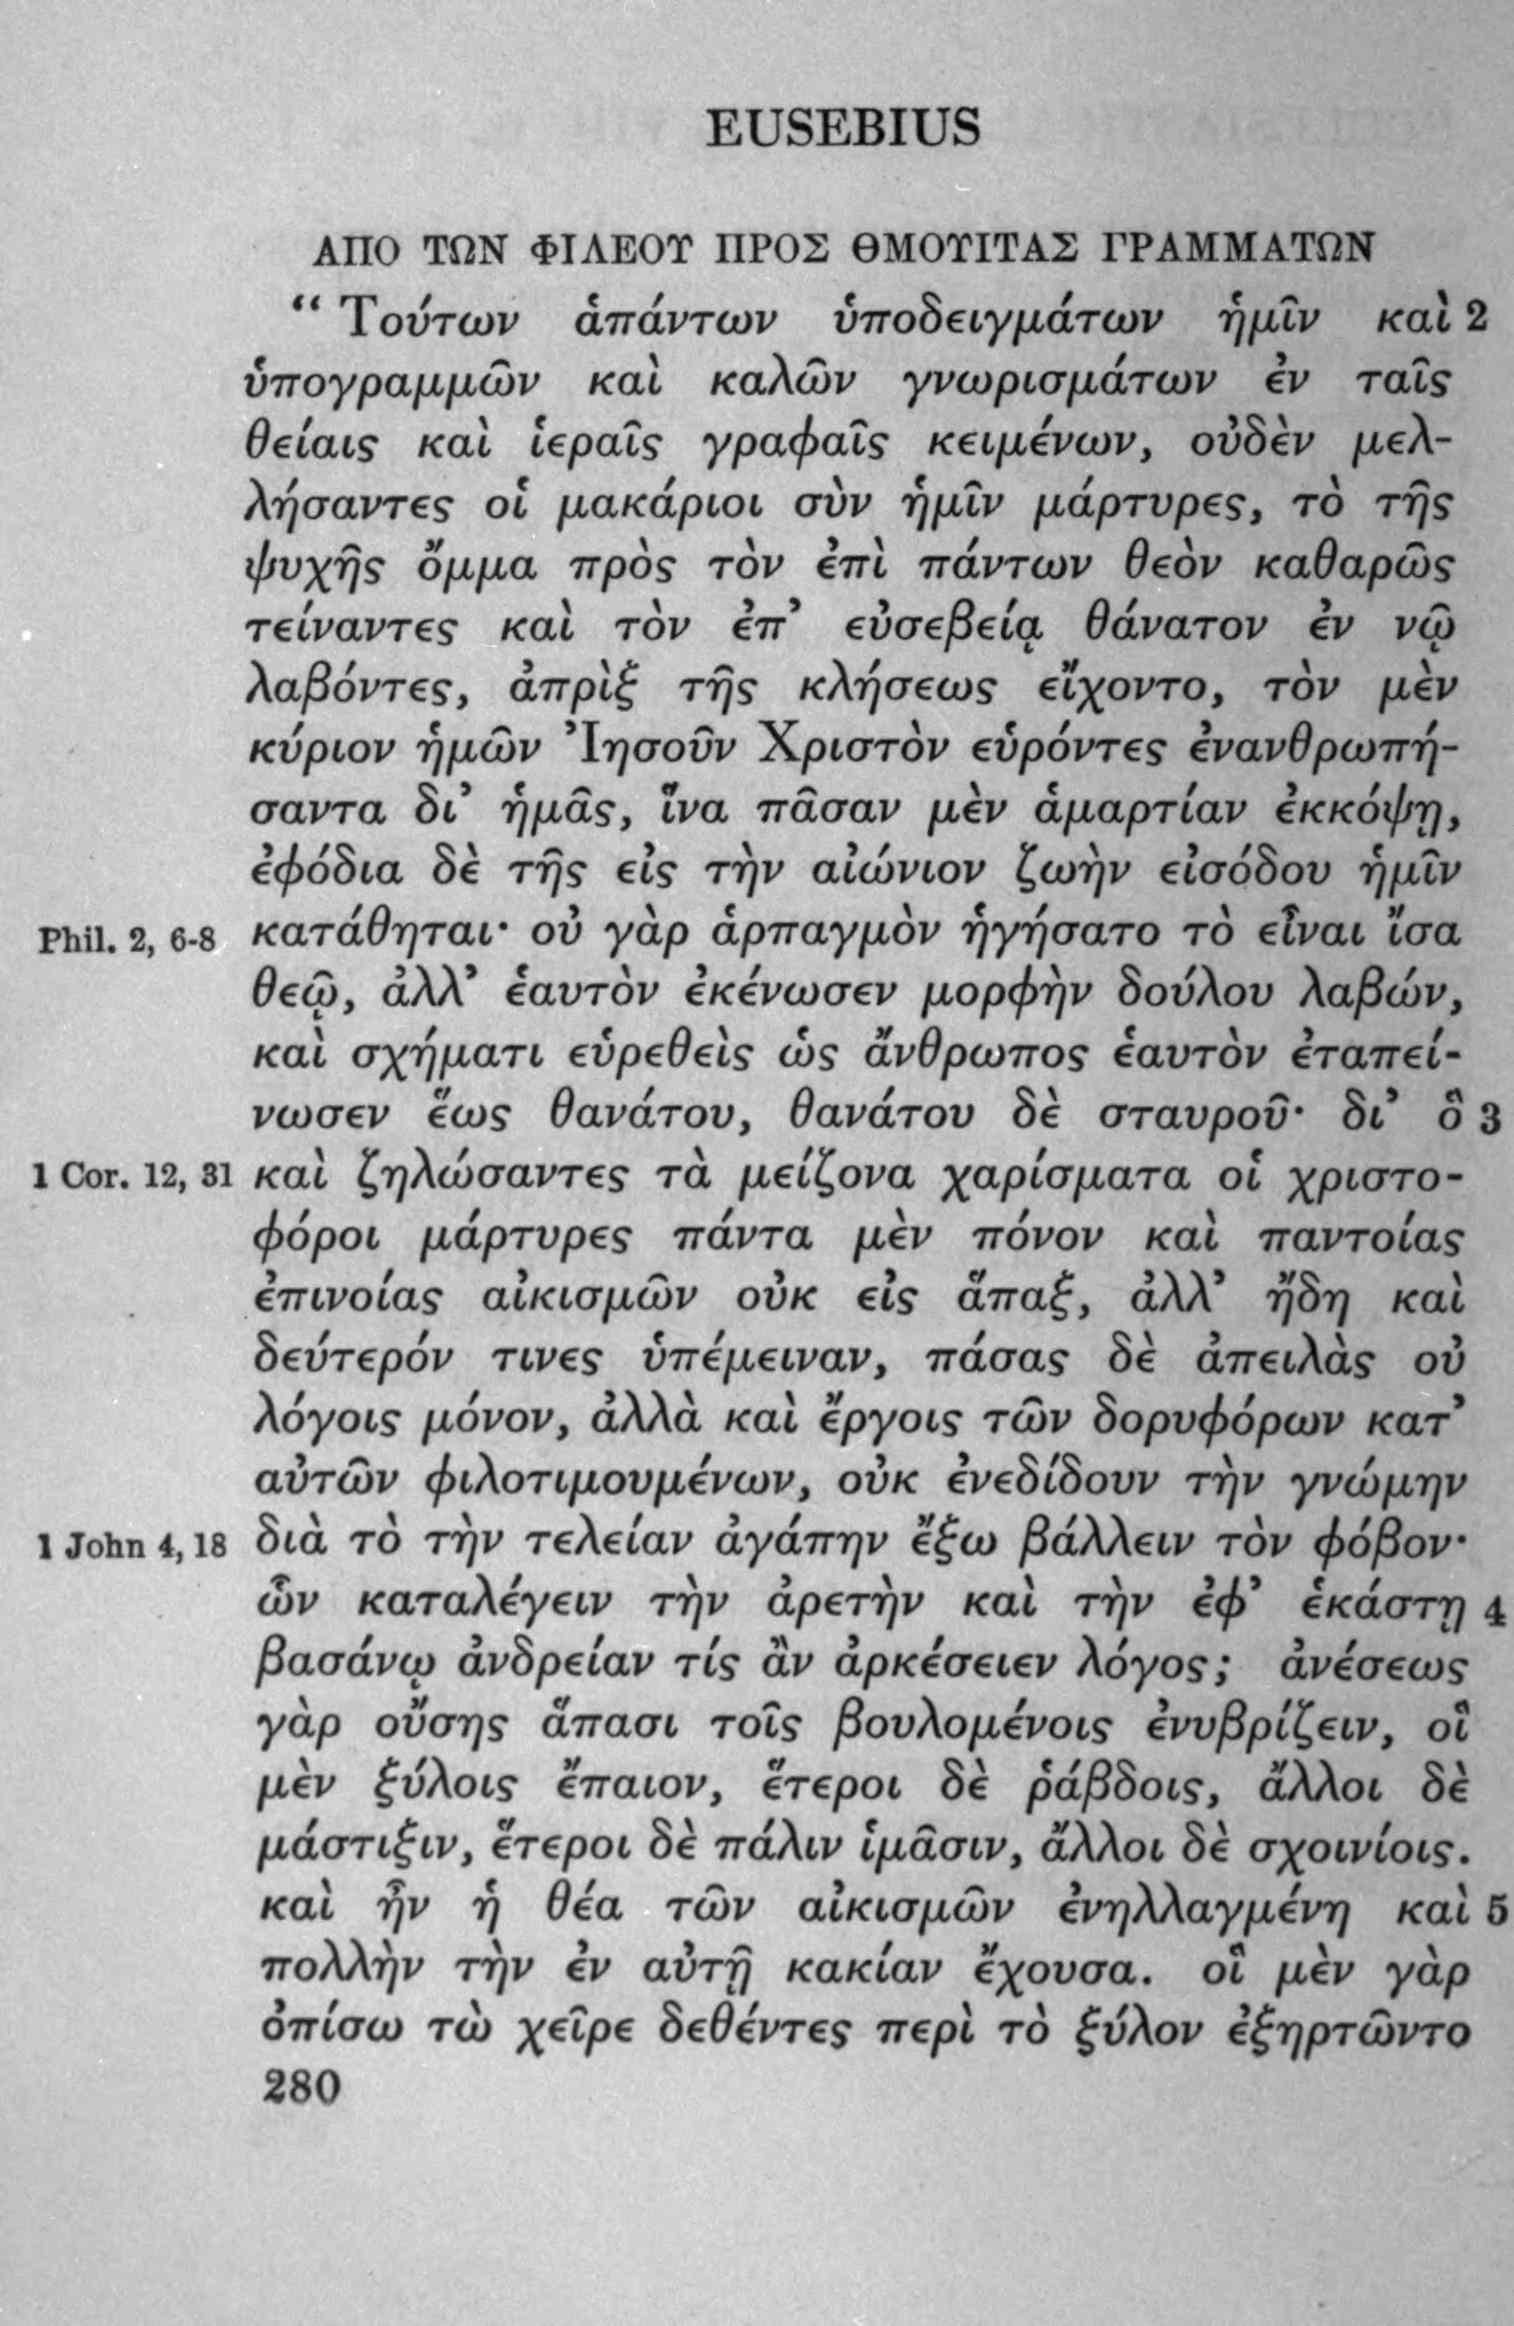 EUSEBIUS
ΑΠΟ ΤΩΝ ΦΙΛΕΟΥ ΠΡΟΣ ΘΜΟΥΙΤΑΣ ΓΡΑΜΜΑΤΩΝ
“ Τούτων ἁπάντων ὑποδειγμάτων ἡμῖν καὶ 2
ὑπογραμμῶν καὶ καλῶν γνωρισμάτων ἐν ταῖς
θείαις καὶ ἱεραῖς γραφαῖς κειμένων, οὐδὲν μελ-
λήσαντες οἱ μακάριοι σὺν ἡμῖν μάρτυρες, τὸ τῆς
ψυχῆς ὄμμα πρὸς τὸν ἐπὶ πάντων θεὸν καθαρῶς
τείναντες καὶ τὸν ἐπ’ εὐσεβείᾳ θάνατον ἐν νῷ
λαβόντες, ἀπρὶξ τῆς κλήσεως εἴχοντο, τὸν μὲν
κύριον ἡμῶν Ἰησοῦν Χριστὸν εὑρόντες ἐνανθρωπή-
σαντα δι’ ἡμᾶς, ἵνα πᾶσαν μὲν ἁμαρτίαν ἐκκόψῃ,
ἐφόδια δὲ τῆς εἰς τὴν αἰώνιον ζωὴν εἰσόδου ἡμῖν
Phil. 2, 6-8 κατάθηται· οὐ γὰρ ἁρπαγμὸν ἡγήσατο τὸ εἶναι ἴσα
θεῷ, ἀλλ’ ἑαυτὸν ἐκένωσεν μορφὴν δούλου λαβών,
καὶ σχήματι εὑρεθεὶς ὡς ἄνθρωπος ἑαυτὸν ἐταπεί-
νωσεν ἕως θανάτου, θανάτου δὲ σταυροῦ· δι’ ὃ 3
1 Cor. 12, 31 καὶ ζηλώσαντες τὰ μείζονα χαρίσματα οἱ χριστο-
φόροι μάρτυρες πάντα μὲν πόνον καὶ παντοίας
ἐπινοίας αἰκισμῶν οὐκ εἰς ἅπαξ, ἀλλ’ ἤδη καὶ
δεύτερόν τινες ὑπέμειναν, πάσας δὲ ἀπειλὰς οὐ
λόγοις μόνον, ἀλλὰ καὶ ἔργοις τῶν δορυφόρων κατ’
αὐτῶν φιλοτιμουμένων, οὐκ ἐνεδίδουν τὴν γνώμην
1 John 4, 18 διὰ τὸ τὴν τελείαν ἀγάπην ἔξω βάλλειν τὸν φόβον·
ὧν καταλέγειν τὴν ἀρετὴν καὶ τὴν ἐφ’ ἑκάστῃ 4
βασάνῳ ἀνδρείαν τίς ἂν ἀρκέσειεν λόγος; ἀνέσεως
γὰρ οὔσης ἅπασι τοῖς βουλομένοις ἐνυβρίζειν, οἳ
μὲν ξύλοις ἔπαιον, ἕτεροι δὲ ῥάβδοις, ἄλλοι δὲ
μάστιξιν, ἕτεροι δὲ πάλιν ἱμᾶσιν, ἄλλοι δὲ σχοινίοις.
καὶ ἦν ἡ θέα τῶν αἰκισμῶν ἐνηλλαγμένη καὶ 5
πολλὴν τὴν ἐν αὐτῇ κακίαν ἔχουσα. οἳ μὲν γὰρ
ὀπίσω τὼ χεῖρε δεθέντες περὶ τὸ ξύλον ἐξηρτῶντο
280